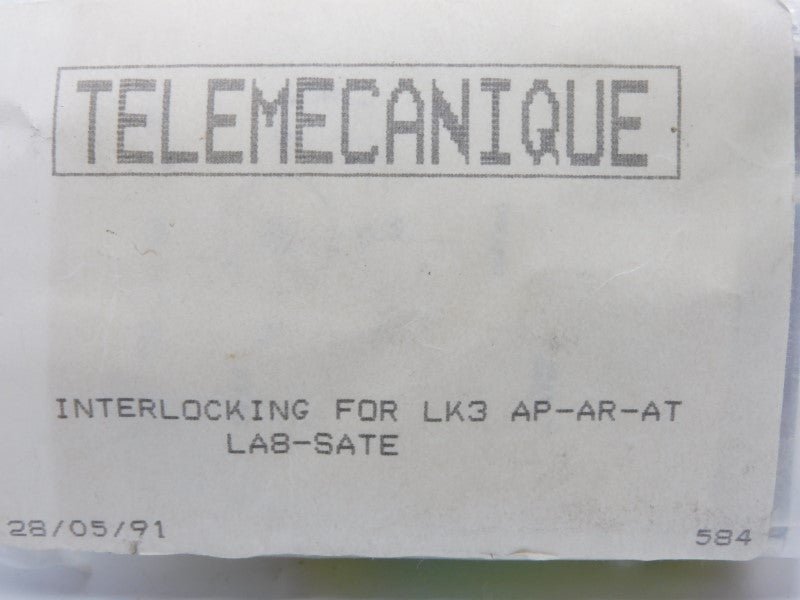 TELEMECANIQUE
INTERLOCKING FOR LK3 AP-AR-AT
LA8-SATE
28/05/91
584